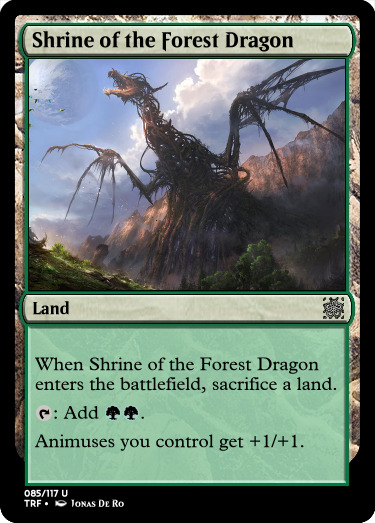 Shrine of the Forest Dragon
Land
When Shrine of the Forest Dragon
enters the battlefield, sacrifice a land.
: Add .
Animuses you control get +1/+1.
085/117 U
TRF • Jonas De Ro